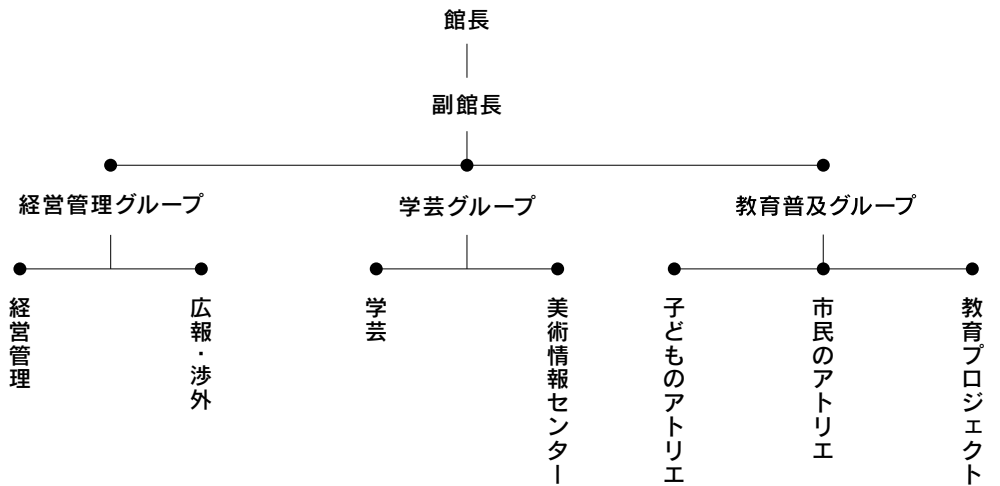 館長
副館長
経営管理グループ
学芸グループ
教育普及グループ
経営管理
広報・渉外
学芸
美術情報センター
子どものアトリエ
市民のアトリエ
教育プロジェクト